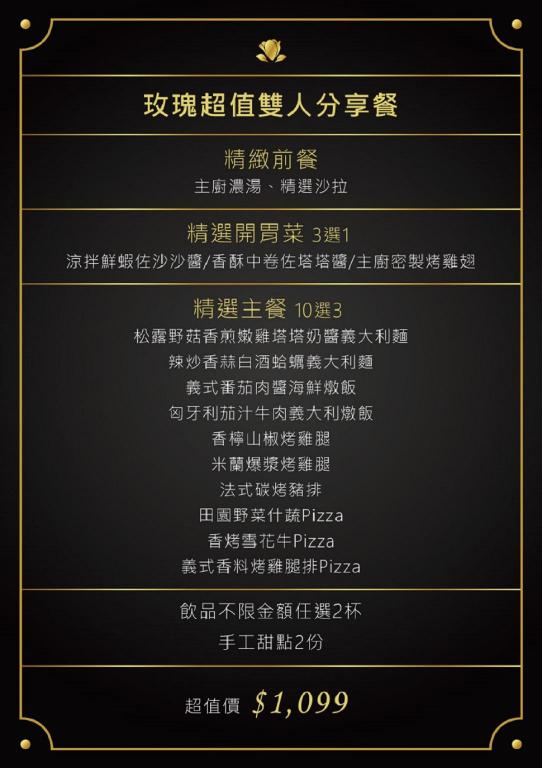 玫瑰超值雙人分享餐
精緻前餐
主廚濃湯、精選沙拉
精選開胃菜 3選1
涼拌鮮蝦佐沙沙醬/香酥中卷佐塔塔醬/主廚密製烤雞翅
精選主餐 10選3
松露野菇香煎嫩雞塔塔奶醬義大利麵
辣炒香蒜白酒蛤蠣義大利麵
義式番茄肉醬海鮮燉飯
匈牙利茄汁牛肉義大利燉飯
香檸山椒烤雞腿
米蘭爆漿烤雞腿
法式碳烤豬排
田園野菜什蔬Pizza
香烤雪花牛Pizza
義式香料烤雞腿排Pizza
飲品不限金額任選2杯
手工甜點2份
超值價 $1,099